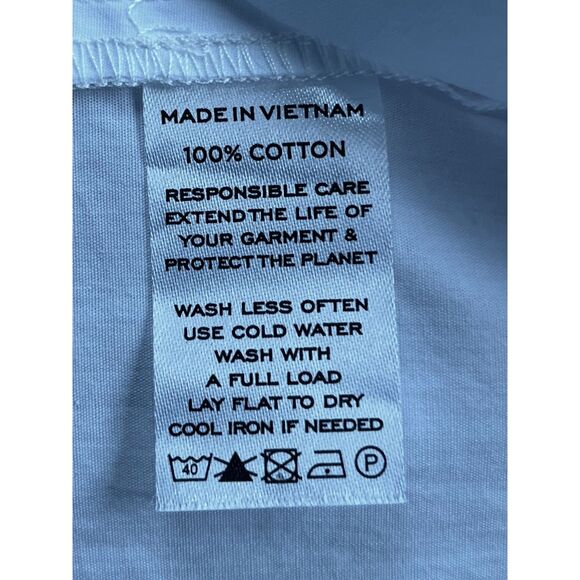 MADE IN VIETNAM
100% COTTON
RESPONSIBLE CARE
EXTEND THE LIFE OF
YOUR GARMENT &
PROTECT THE PLANET
WASH LESS OFTEN
USE COLD WATER
WASH WITH
A FULL LOAD
LAY FLAT TO DRY
COOL IRON IF NEEDED
40 P